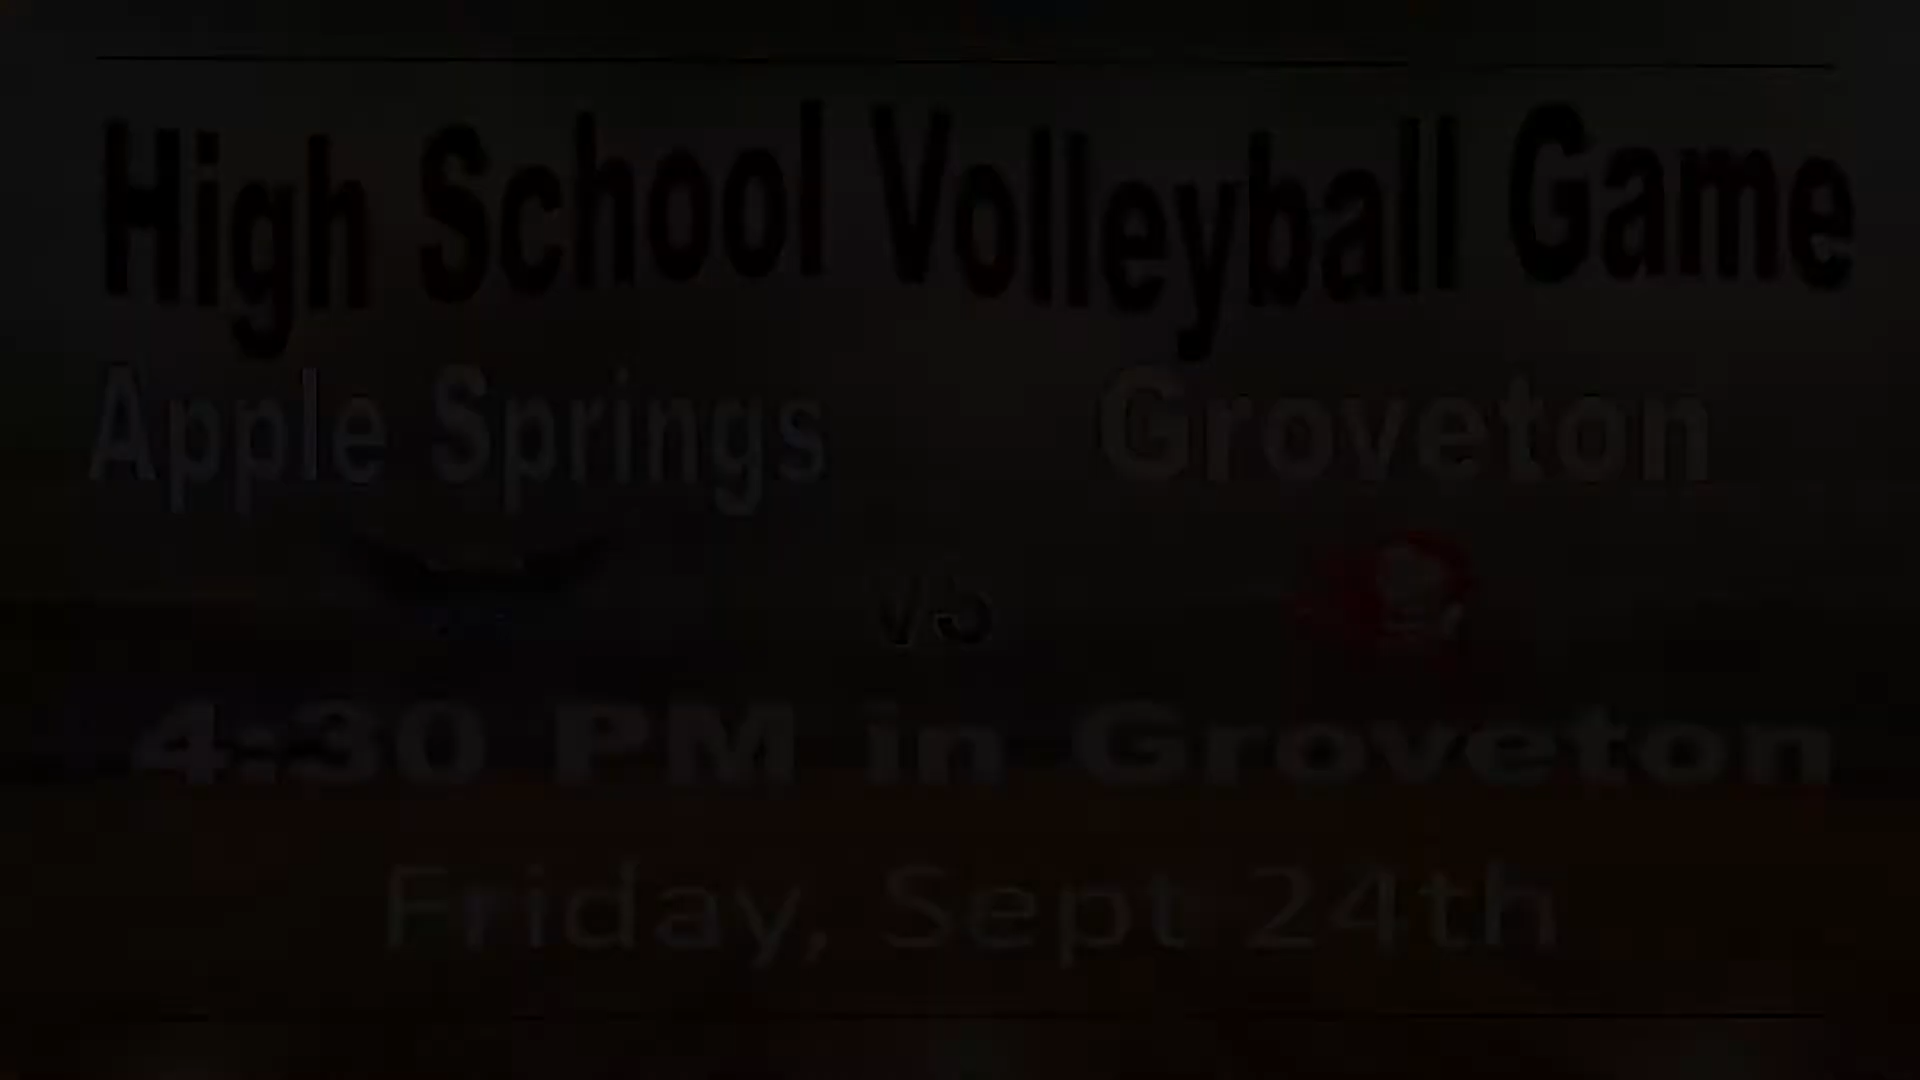 High School Volleyball Game
Apple Springs
Groveton
vs
4:30 PM in Groveton
Friday, Sept 24th